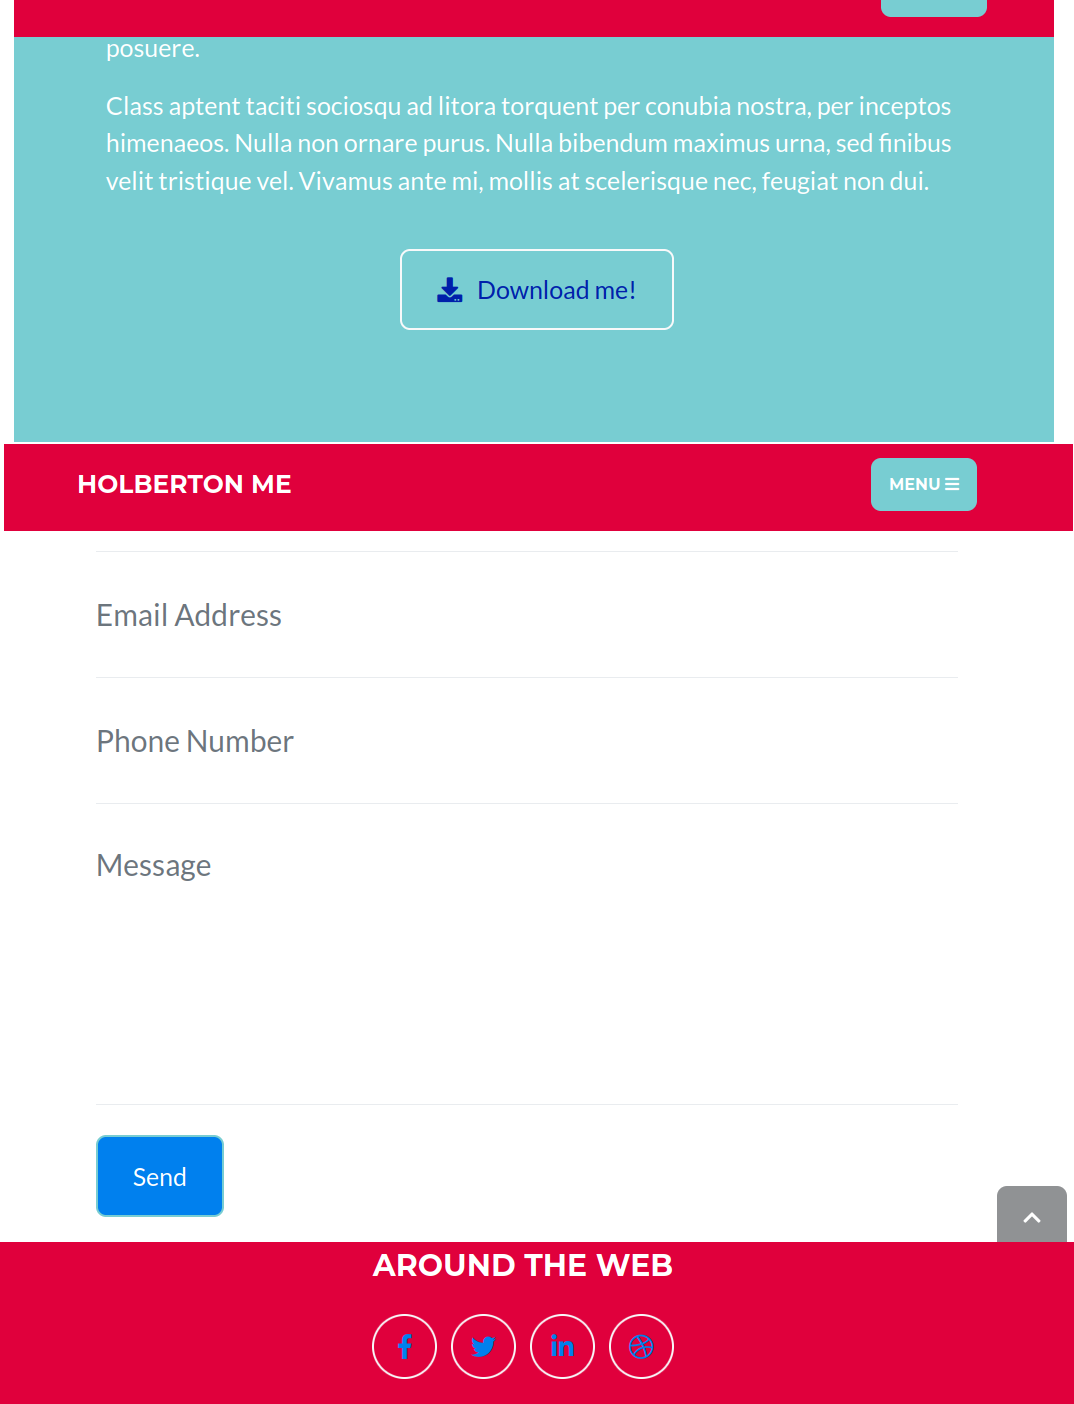 posuere.
Class aptent taciti sociosqu ad litora torquent per conubia nostra, per inceptos
himenaeos. Nulla non ornare purus. Nulla bibendum maximus urna, sed finibus
velit tristique vel. Vivamus ante mi, mollis at scelerisque nec, feugiat non dui.
Download me!
HOLBERTON ME
MENU
Email Address
Phone Number
Message
Send
AROUND THE WEB